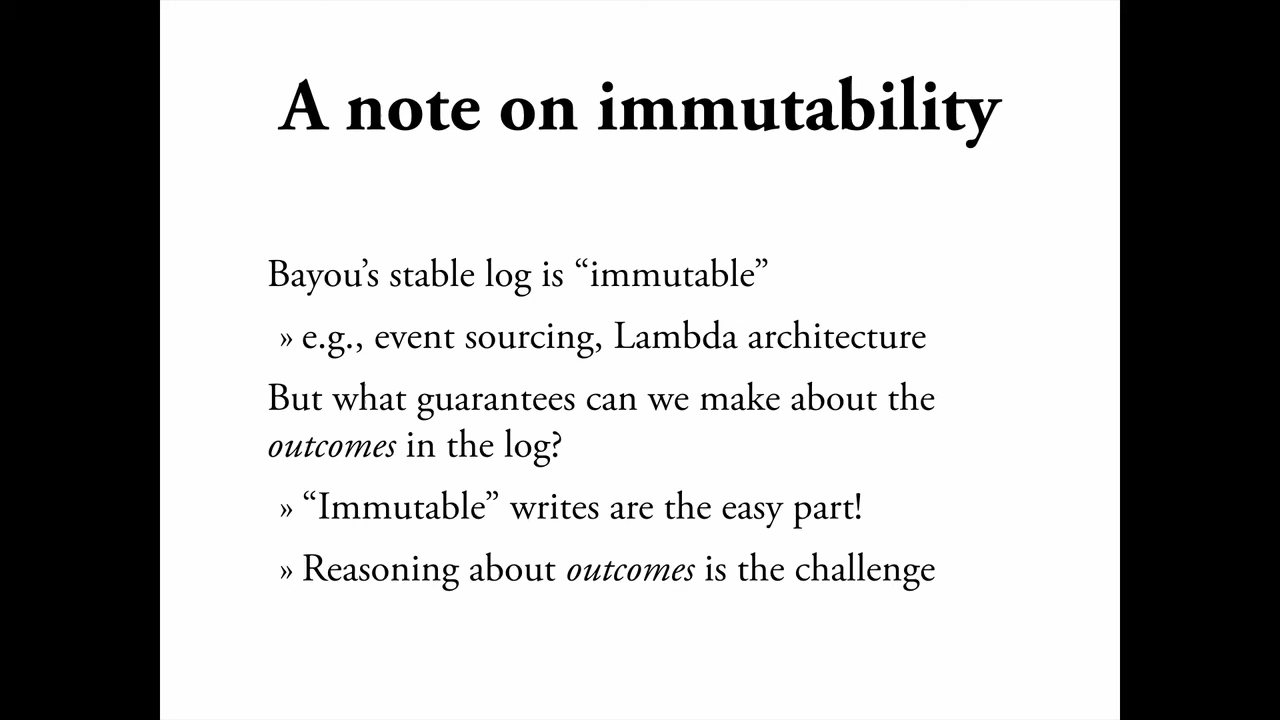 A note on immutability
Bayou’s stable log is “immutable”
» e.g., event sourcing, Lambda architecture
But what guarantees can we make about the
outcomes in the log?
» “Immutable” writes are the easy part!
» Reasoning about outcomes is the challenge